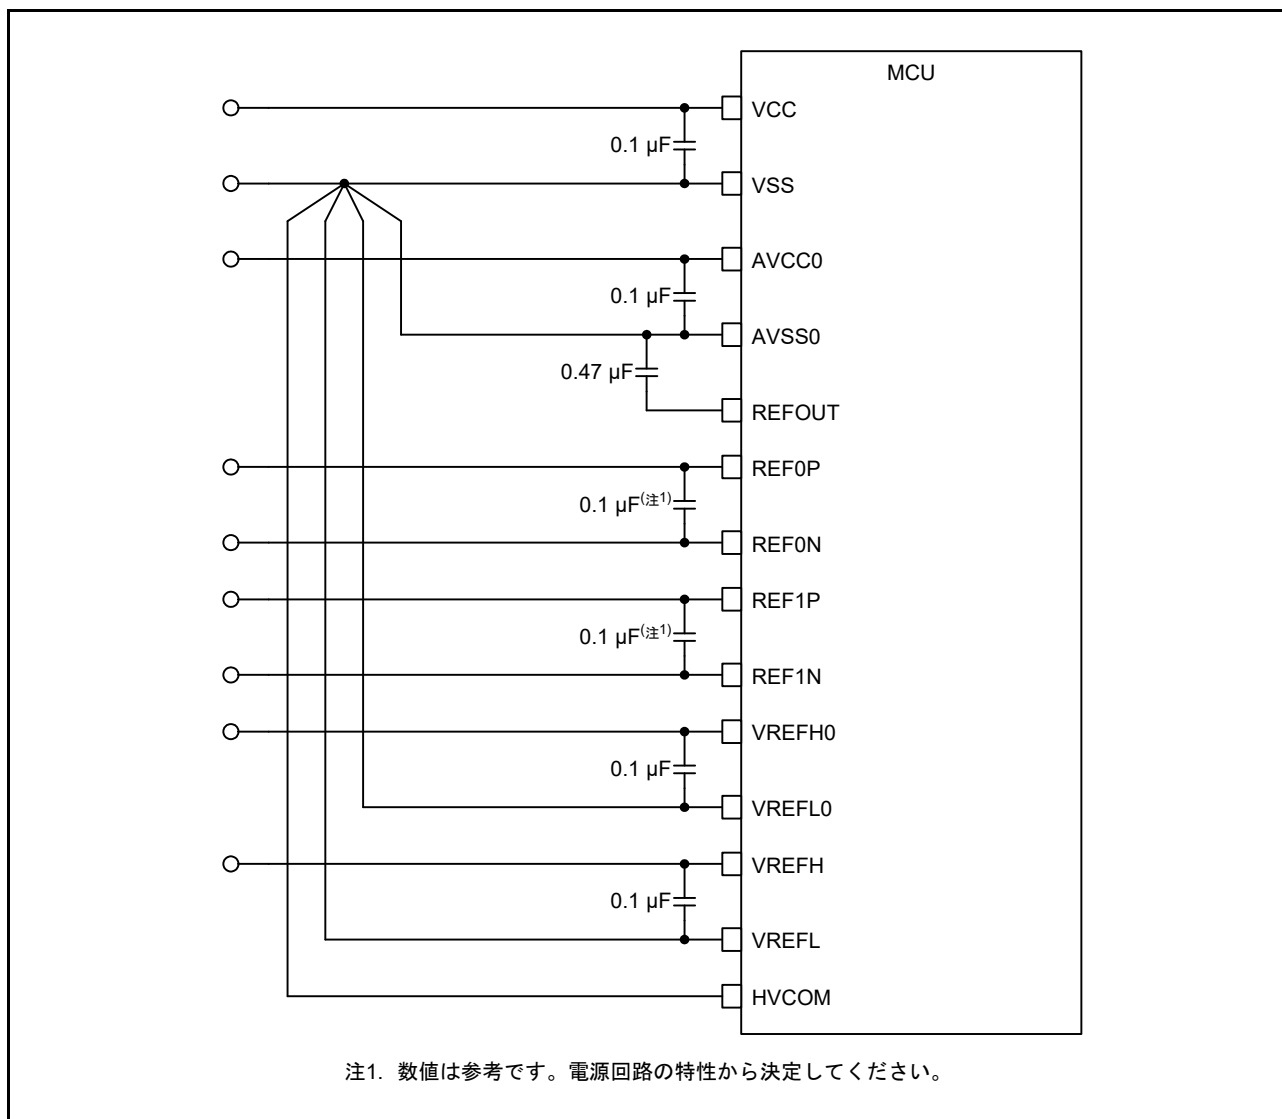 MCU
VCC
0.1 µF
VSS
AVCC0
0.1 µF
AVSS0
0.47 µF
REFOUT
REF0P
0.1 µF(注1)
REF0N
REF1P
0.1 µF(注1)
REF1N
VREFH0
0.1 µF
VREFL0
VREFH
0.1 µF
VREFL
HVCOM
注1. 数値は参考です。電源回路の特性から決定してください。